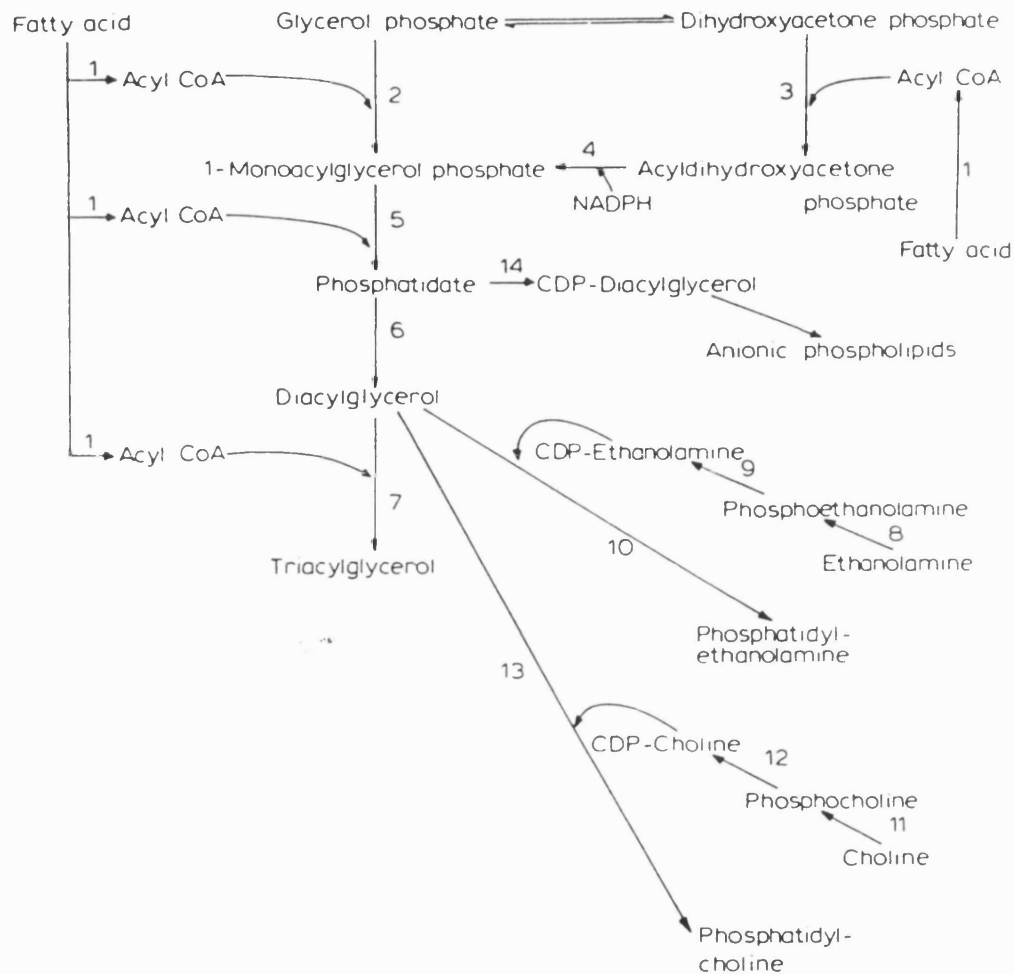 Fatty acid Glycerol phosphate Dihydroxyacetone phosphate
1 Acyl CoA 2 3 Acyl CoA
1-Monoacylglycerol phosphate 4 Acyldihydroxyacetone
phosphate
NADPH
1
1 Acyl CoA 5
Fatty acid
Phosphatidate 14 CDP-Diacylglycerol
6
Anionic phospholipids
Diacylglycerol
1 Acyl CoA
CDP-Ethanolamine
9
7
Phosphoethanolamine
8
10
Triacylglycerol
Ethanolamine
Phosphatidyl-
ethanolamine
13
CDP-Choline
12
Phosphocholine
11
Choline
Phosphatidyl-
choline